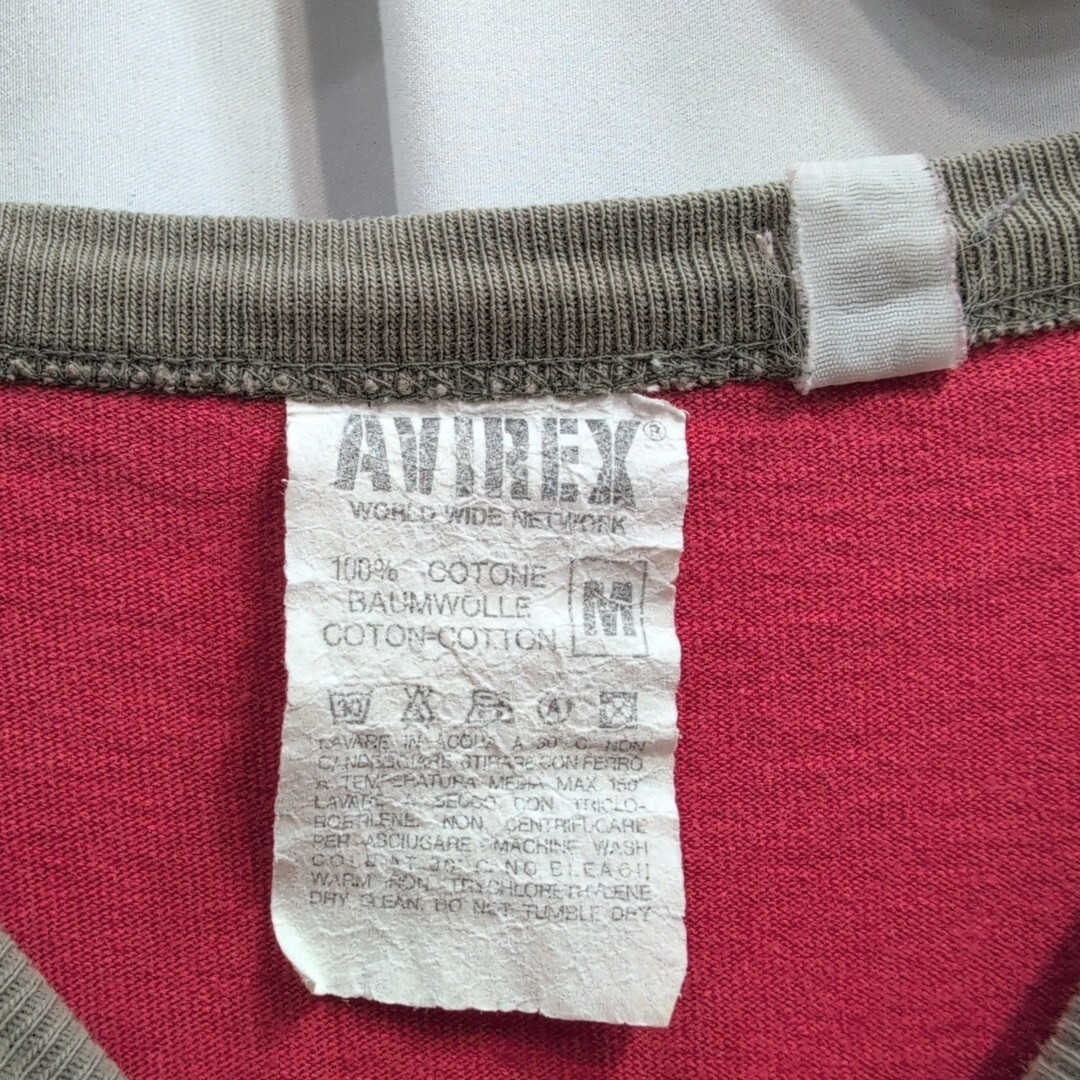 AVIREX®
WORLD WIDE NETWORK
100% COTONE
BAUMWOLLE
COTON-COTTON
M
30
A
LAVARE IN ACQUA A 30° C. NON
CANDEGGIARE STIRARE CON FERRO
A TEMPERATURA MEDIA MAX 150°
LAVARE A SECCO CON TRICLO-
ROETILENE. NON CENTRIFUGARE
PER ASCIUGARE MACHINE WASH
COLD AT 30° C. NO BLEACH
WARM IRON TRYCHLORETHYLENE
DRY CLEAN. DO NOT TUMBLE DRY